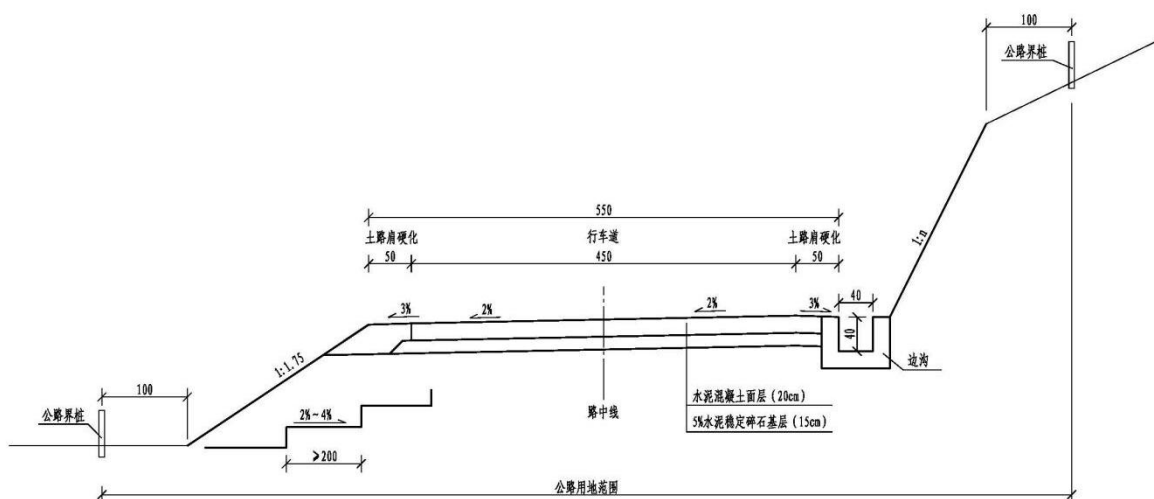 100
公路界桩
550
土路肩硬化
行车道
土路肩硬化
50
450
50
1:n
3%
2%
2%
3%
40
40
1:1.75
边沟
100
公路界桩
2%~4%
≥200
路中线
水泥混凝土面层（20cm）
5%水泥稳定碎石基层（15cm）
公路用地范围